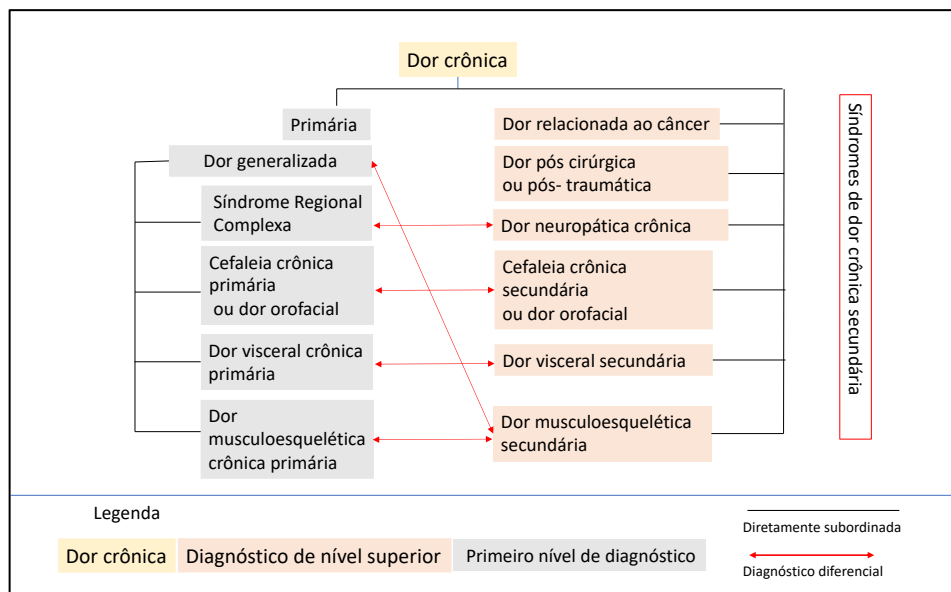 Dor crônica
Primária
Dor generalizada
Síndrome Regional
Complexa
Cefaleia crônica
primária
ou dor orofacial
Dor visceral crônica
primária
Dor
musculoesquelética
crônica primária
Dor relacionada ao câncer
Dor pós cirúrgica
ou pós- traumática
Dor neuropática crônica
Cefaleia crônica
secundária
ou dor orofacial
Dor visceral secundária
Dor musculoesquelética
secundária
Síndromes de dor crônica secundária
Legenda
Dor crônica
Diagnóstico de nível superior
Primeiro nível de diagnóstico
Diretamente subordinada
Diagnóstico diferencial